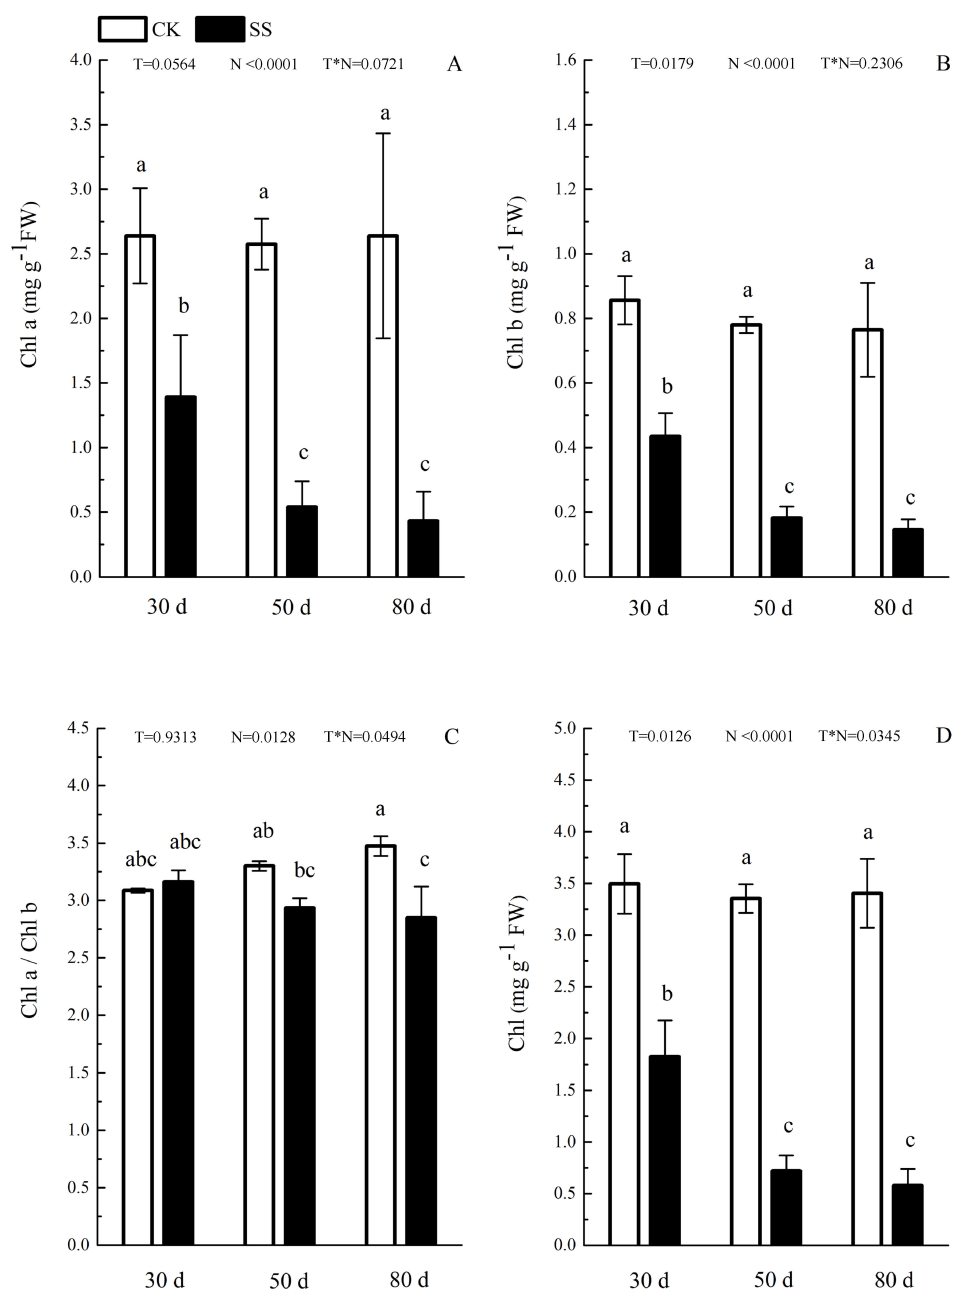 CK SS
4.0 T=0.0564 N <0.0001 T*N=0.0721 A
3.5
3.0
2.5
2.0
1.5
1.0
0.5
0.0
Chl a (mg g-1FW)
a b a c a c
30 d 50 d 80 d
1.6 T=0.0179 N <0.0001 T*N=0.2306 B
1.4
1.2
1.0
0.8
0.6
0.4
0.2
0.0
Chl b (mg g-1 FW)
a b a c a c
30 d 50 d 80 d
4.5 T=0.9313 N=0.0128 T*N=0.0494 C
4.0
3.5
3.0
2.5
2.0
1.5
1.0
0.5
0.0
Chl a / Chl b
abc abc ab bc a c
30 d 50 d 80 d
5.0 T=0.0126 N <0.0001 T*N=0.0345 D
4.5
4.0
3.5
3.0
2.5
2.0
1.5
1.0
0.5
0.0
Chl (mg g-1 FW)
a b a c a c
30 d 50 d 80 d